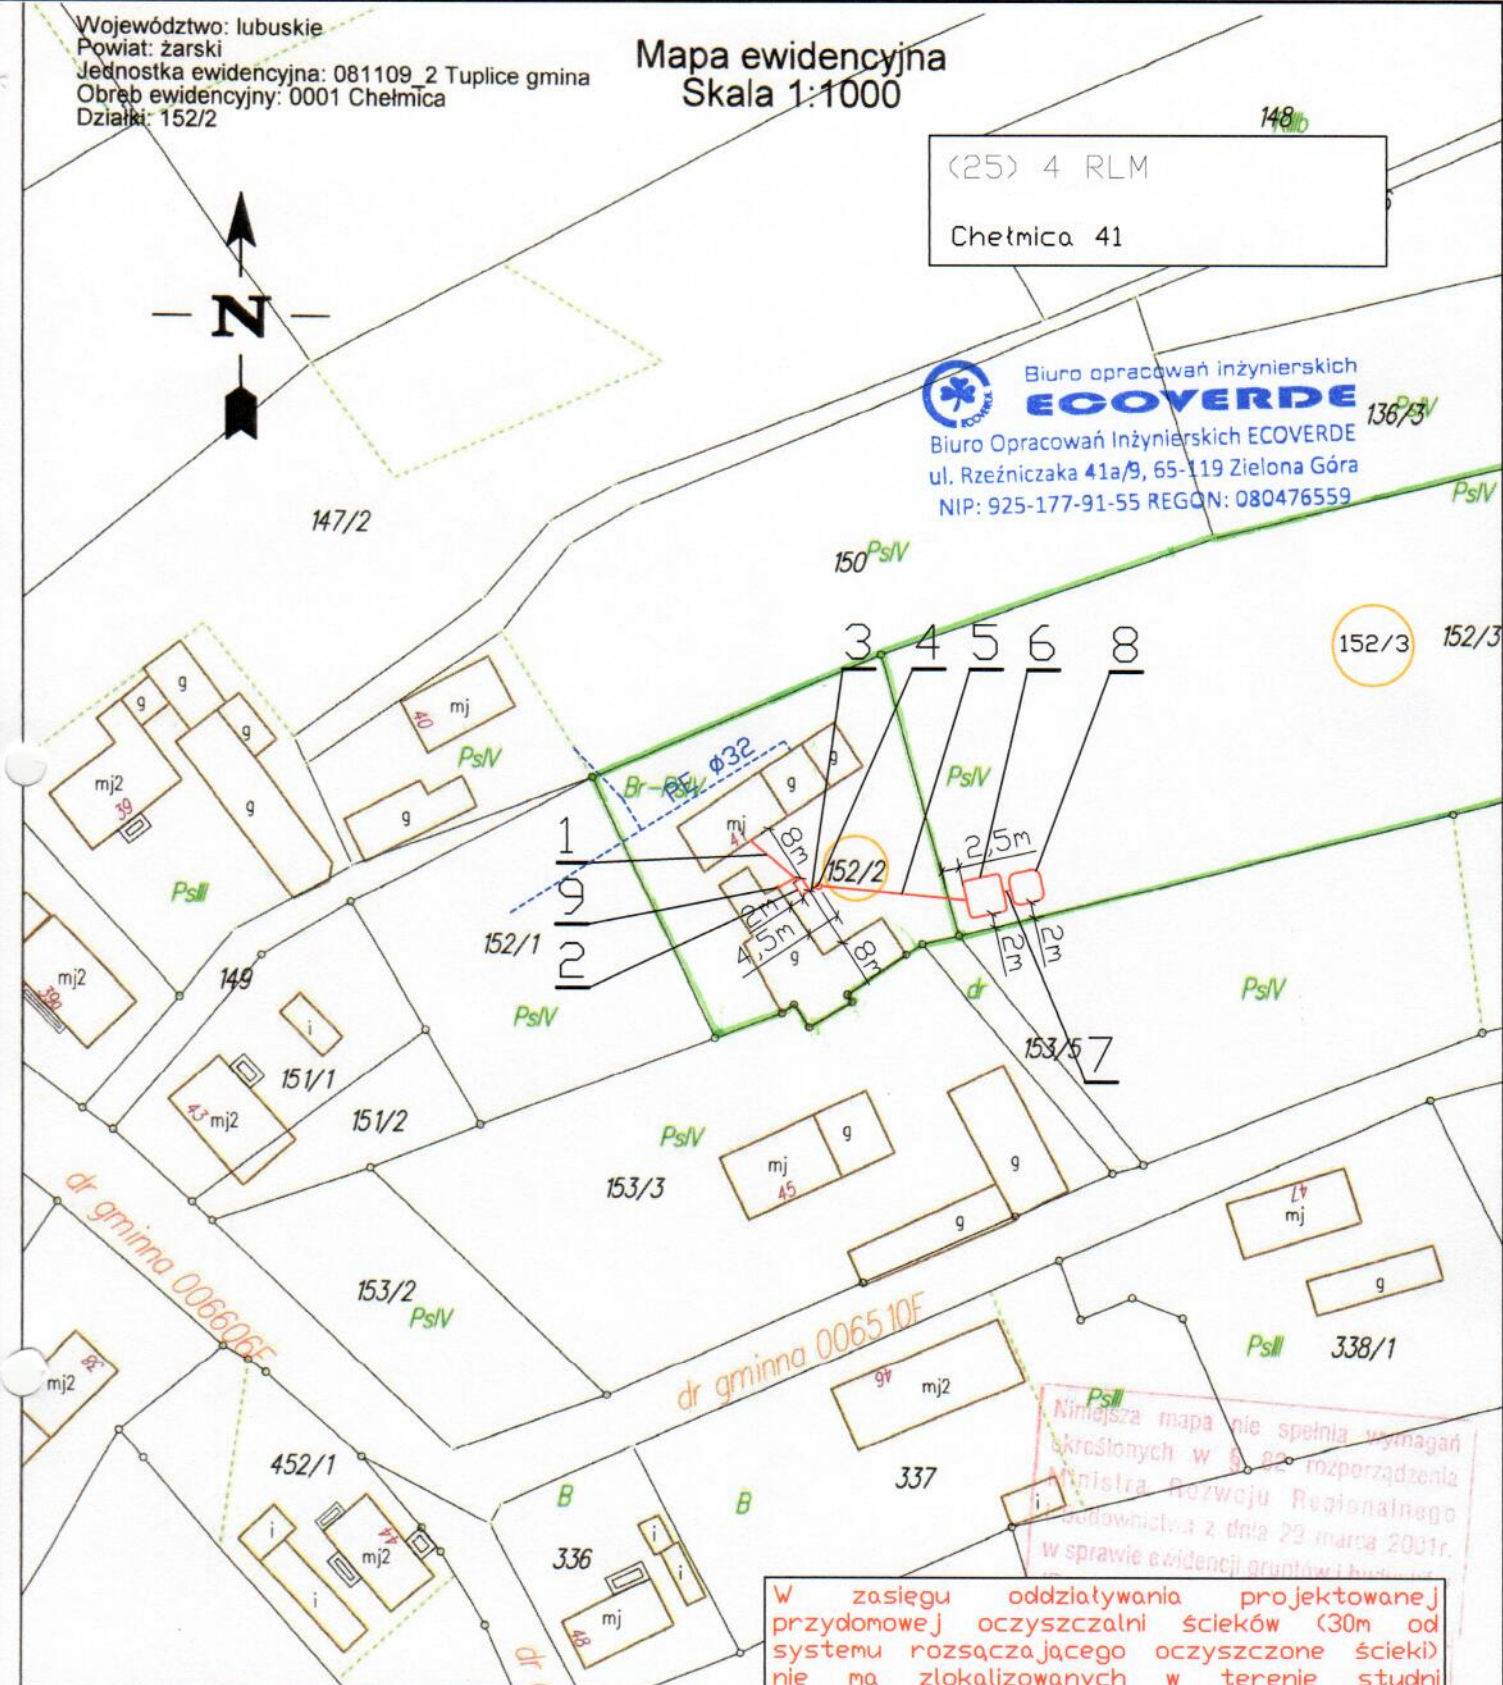 Województwo: lubuskie
Powiat: żarski
Jednostka ewidencyjna: 081109_2 Tuplice gmina
Obręb ewidencyjny: 0001 Chełmica
Działki: 152/2
Mapa ewidencyjna
Skala 1:1000
148
(25) 4 RLM
Chełmica 41
N
Biuro opracowań inżynierskich
ECOVERDE
Biuro Opracowań Inżynierskich ECOVERDE
ul. Rzeźniczaka 41a/9, 65-119 Zielona Góra
NIP: 925-177-91-55 REGON: 080476559
136/3
PsIV
PsIV
147/2
150
PsIV
3
4
5
6
8
152/3
152/3
g
g
g
mj
40
PsIV
mj2
39
g
g
PE ø32
Br-PsIV
g
g
mj
41
PsIV
1
8m
152/2
2,5m
9
2m
4,5m
8m
g
2m
2m
PsIII
152/1
2
mj2
39a
149
PsIV
dr
PsIV
i
153/5
7
151/1
43
mj2
151/2
PsIV
g
mj
45
g
g
153/3
47
mj
g
dr gminna 006606F
153/2
PsIV
dr gminna 006510F
PsIII
338/1
38
mj2
46
mj2
PsIII
Niniejsza mapa nie spełnia wymagań
określonych w § 82 rozporządzenia
Ministra Rozwoju Regionalnego
i Budownictwa z dnia 29 marca 2001r.
w sprawie ewidencji gruntów i
452/1
337
B
B
i
i
44
mj2
i
336
i
i
mj
48
dr
W zasięgu oddziaływania projektowanej
przydomowej oczyszczalni ścieków (30m od
systemu rozsączającego oczyszczone ścieki)
nie ma zlokalizowanych w terenie studni